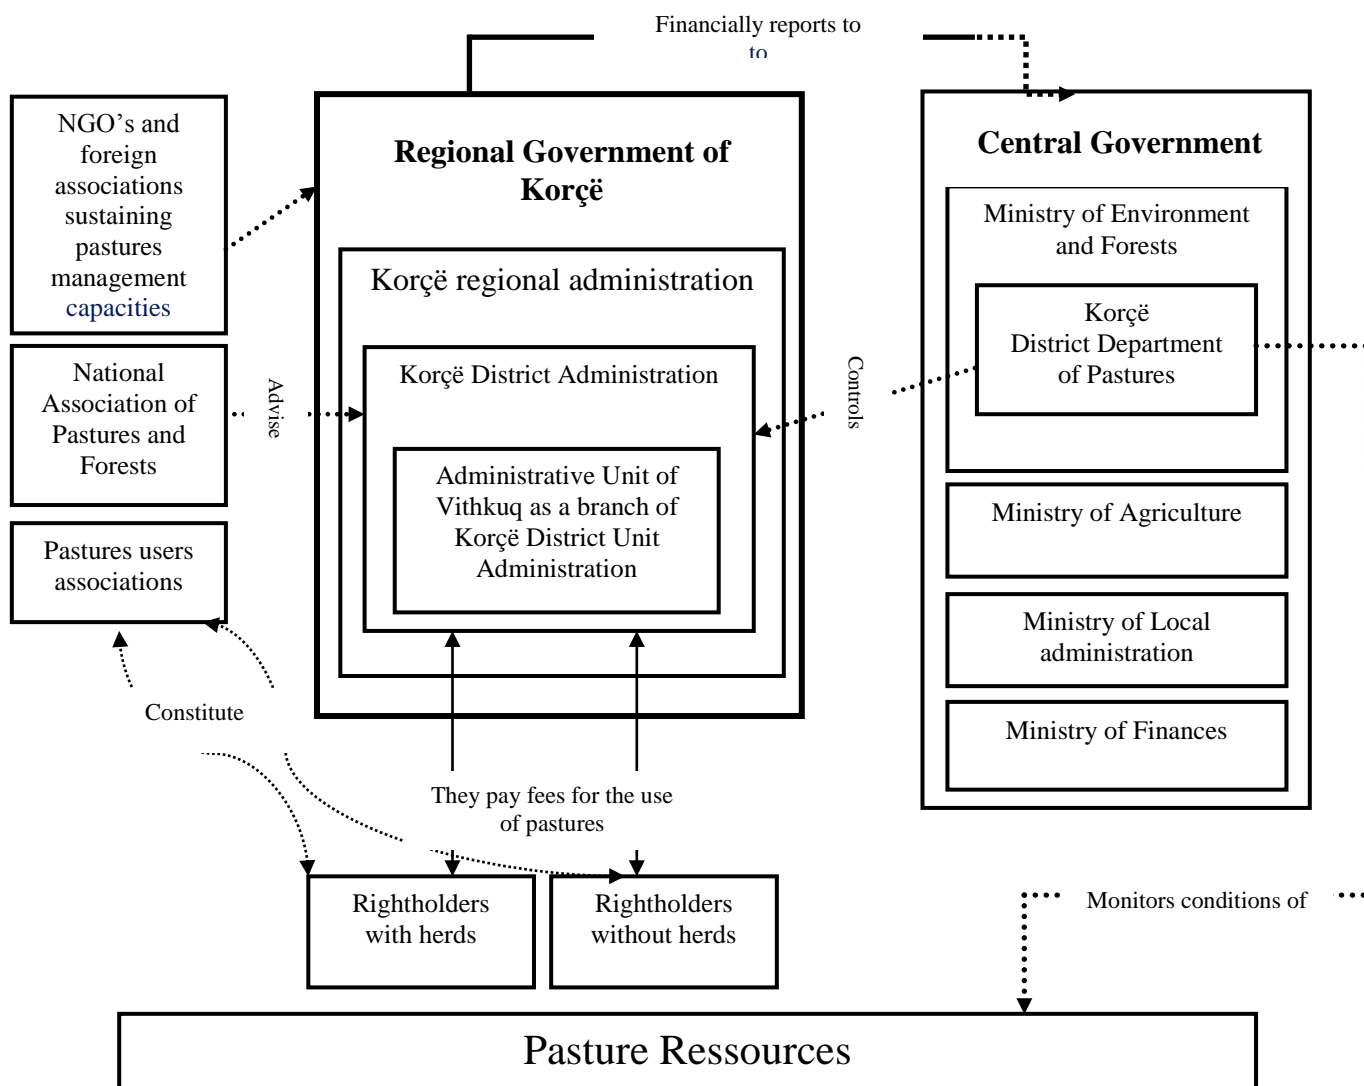 Financially reports to
to
NGO's and
foreign
associations
sustaining
pastures
management
capacities
National
Association of
Pastures and
Forests
Pastures users
associations
Advise
Regional Government of
Korçë
Korçë regional administration
Korçë District Administration
Administrative Unit of
Vithkuq as a branch of
Korçë District Unit
Administration
Controls
Central Government
Ministry of Environment
and Forests
Korçë
District Department
of Pastures
Ministry of Agriculture
Ministry of Local
administration
Ministry of Finances
Constitute
They pay fees for the use
of pastures
Rightholders
with herds
Rightholders
without herds
Monitors conditions of
Pasture Ressources